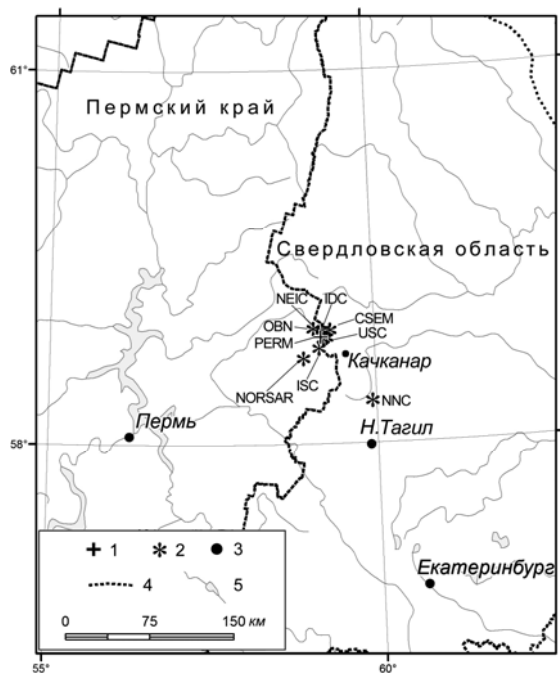 61°
Пермский край
Свердловская область
NEIC
IDC
OBN
CSEM
PERM
USC
Качканар
NORSAR
ISC
NNC
Пермь
Н.Тагил
58°
1
2
3
4
5
Екатеринбург
0 75 150 км
55°
60°